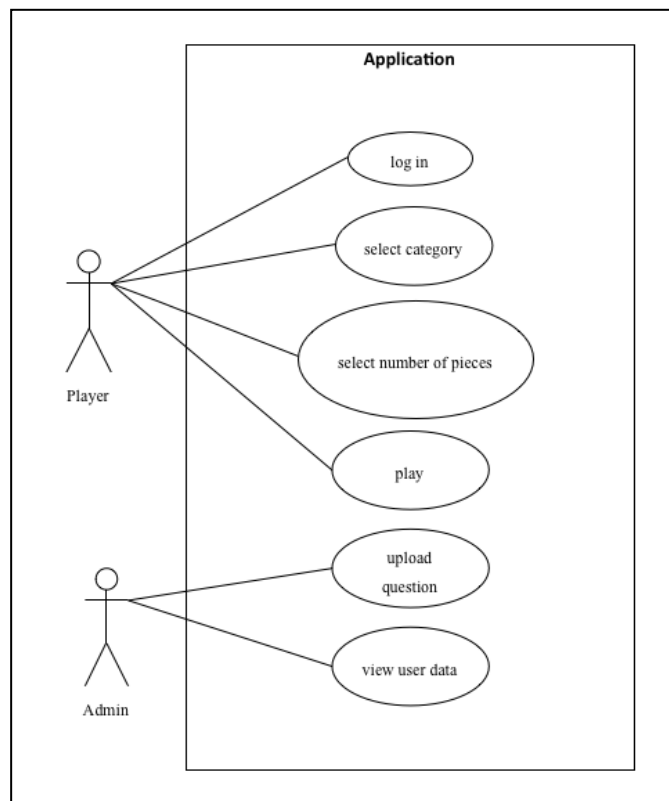 Application
log in
select category
select number of pieces
Player
play
upload
question
view user data
Admin